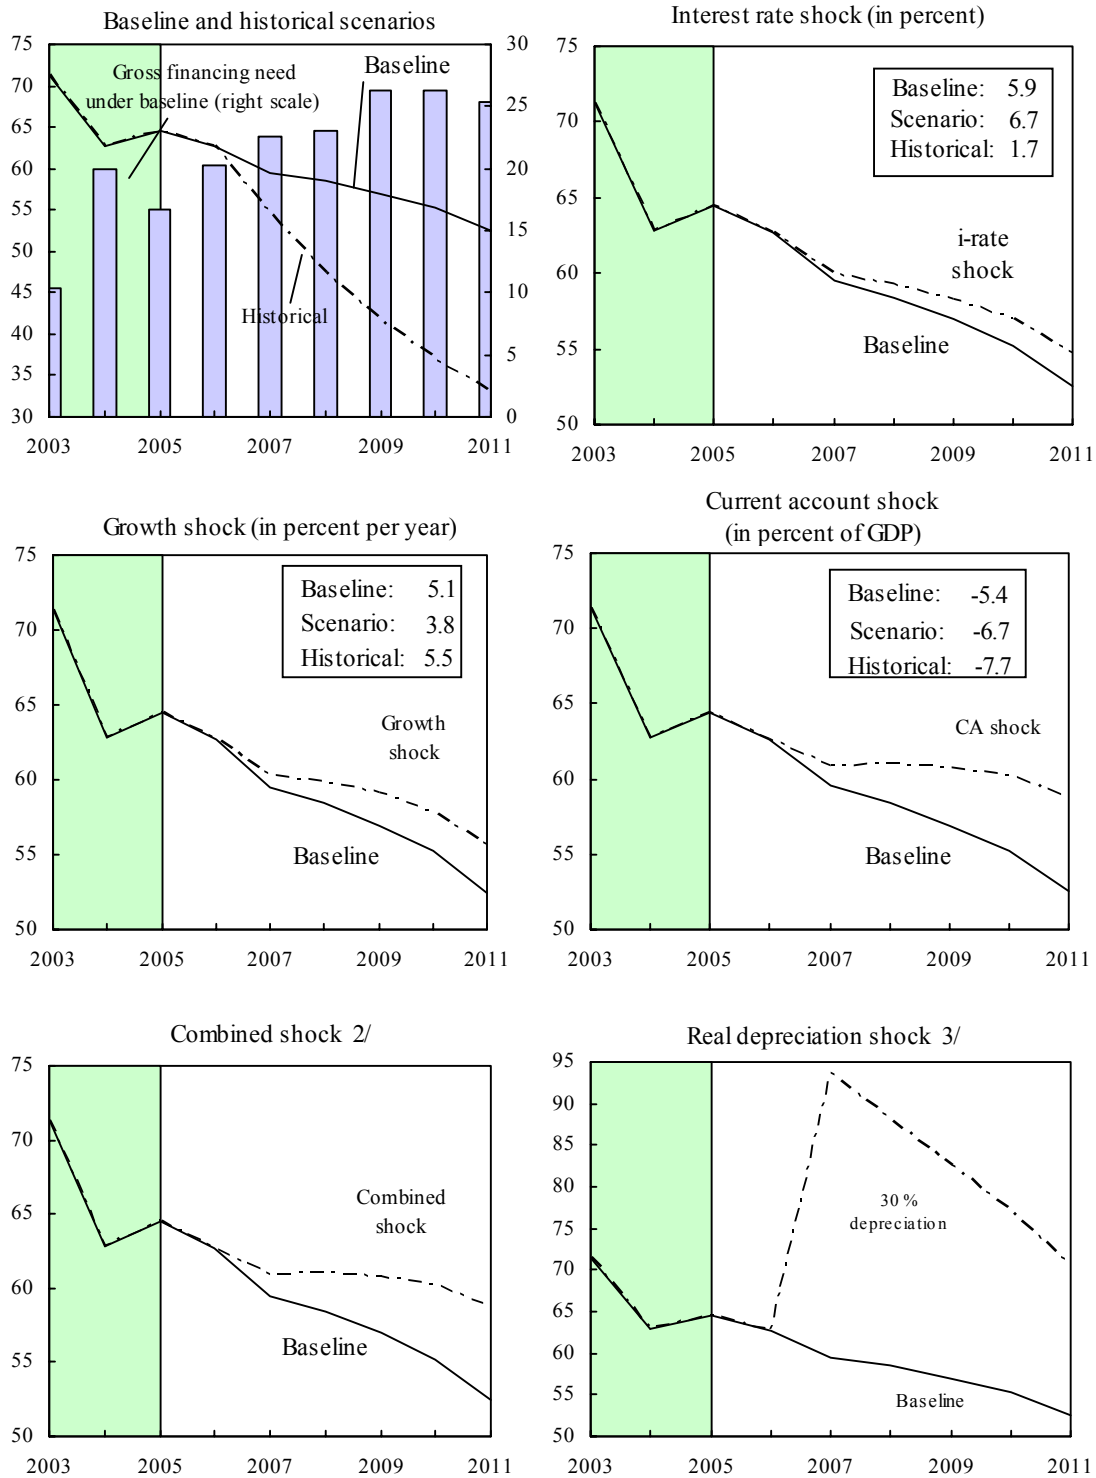 Baseline and historical scenarios
75
70
65
60
55
50
45
40
35
30
30
25
20
15
10
5
0
Gross financing need
under baseline (right scale)
Baseline
Historical
2003 2005 2007 2009 2011
Interest rate shock (in percent)
75
70
65
60
55
50
Baseline: 5.9
Scenario: 6.7
Historical: 1.7
i-rate
shock
Baseline
2003 2005 2007 2009 2011
Growth shock (in percent per year)
75
70
65
60
55
50
Baseline: 5.1
Scenario: 3.8
Historical: 5.5
Growth
shock
Baseline
2003 2005 2007 2009 2011
Current account shock
(in percent of GDP)
75
70
65
60
55
50
Baseline: -5.4
Scenario: -6.7
Historical: -7.7
CA shock
Baseline
2003 2005 2007 2009 2011
Combined shock 2/
75
70
65
60
55
50
Combined
shock
Baseline
2003 2005 2007 2009 2011
Real depreciation shock 3/
95
90
85
80
75
70
65
60
55
50
30 %
depreciation
Baseline
2003 2005 2007 2009 2011